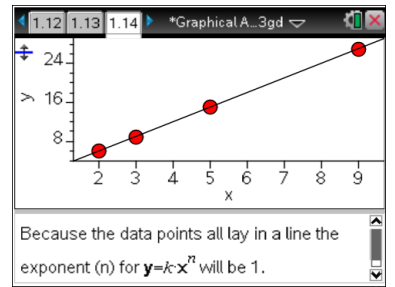 1.12 1.13 1.14 *Graphical A...3gd
24
y
16
8
2 3 4 5 6 7 8 9
x
Because the data points all lay in a line the
exponent (n) for y=k·xⁿ will be 1.